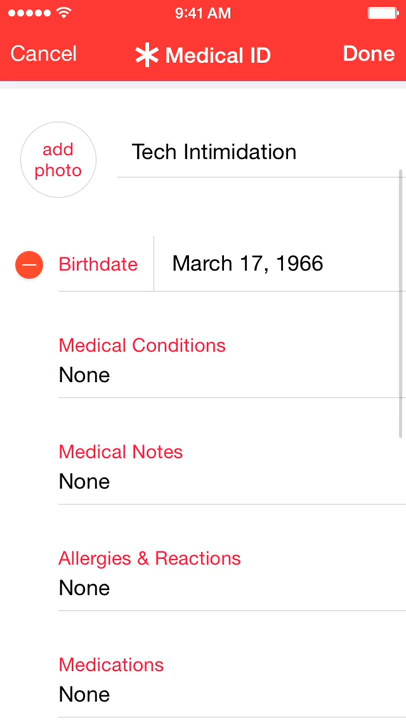 9:41 AM
Cancel Medical ID Done
add
photo
Tech Intimidation
Birthdate March 17, 1966
Medical Conditions
None
Medical Notes
None
Allergies & Reactions
None
Medications
None